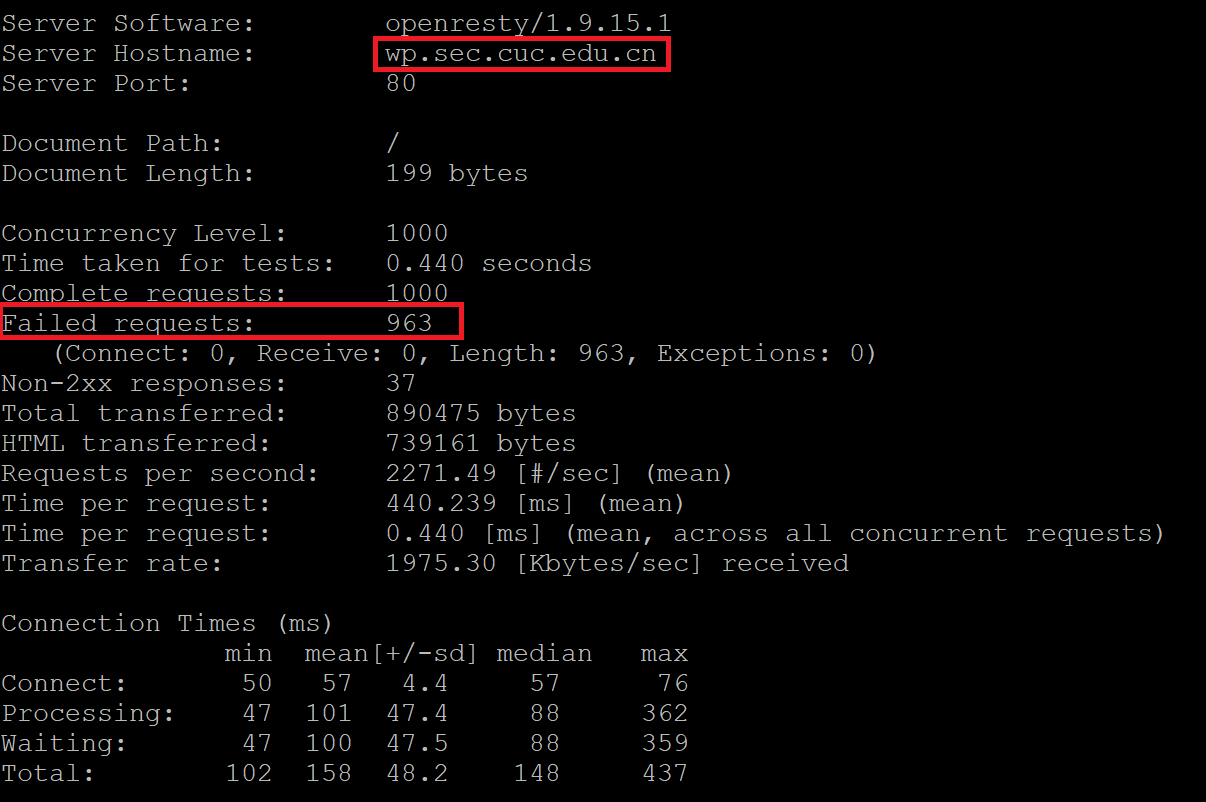 Server Software:        openresty/1.9.15.1
Server Hostname:        wp.sec.cuc.edu.cn
Server Port:            80
Document Path:          /
Document Length:        199 bytes
Concurrency Level:      1000
Time taken for tests:   0.440 seconds
Complete requests:      1000
Failed requests:        963
   (Connect: 0, Receive: 0, Length: 963, Exceptions: 0)
Non-2xx responses:      37
Total transferred:      890475 bytes
HTML transferred:       739161 bytes
Requests per second:    2271.49 [#/sec] (mean)
Time per request:       440.239 [ms] (mean)
Time per request:       0.440 [ms] (mean, across all concurrent requests)
Transfer rate:          1975.30 [Kbytes/sec] received
Connection Times (ms)
              min  mean[+/-sd] median   max
Connect:       50   57   4.4     57      76
Processing:    47  101  47.4     88     362
Waiting:       47  100  47.5     88     359
Total:        102  158  48.2    148     437